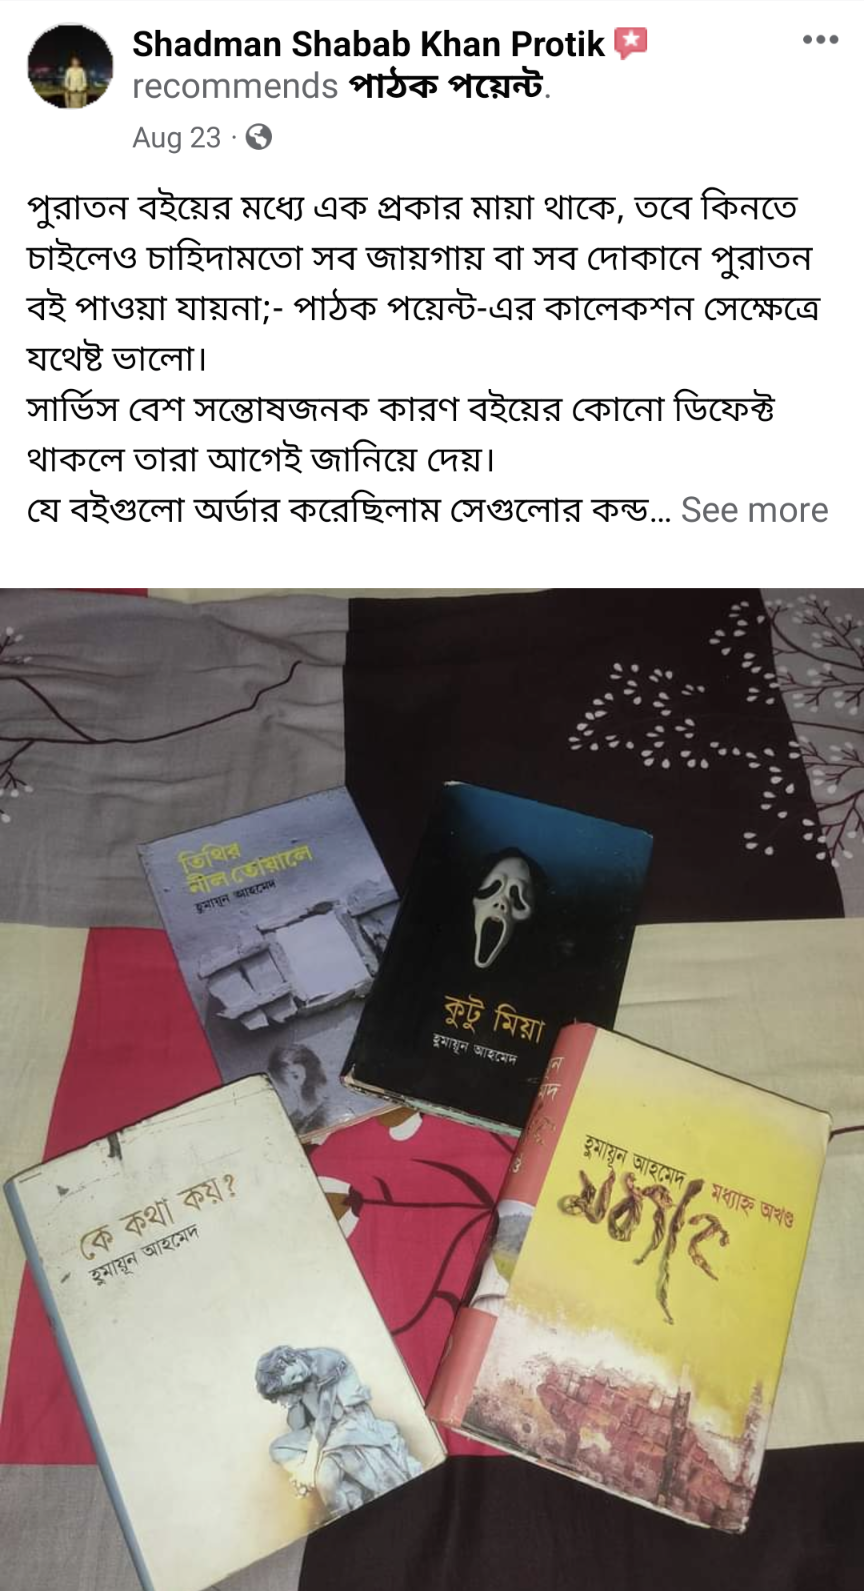 Shadman Shabab Khan Protik
recommends পাঠক পয়েন্ট.
Aug 23 ·
পুরাতন বইয়ের মধ্যে এক প্রকার মায়া থাকে, তবে কিনতে
চাইলেও চাহিদামতো সব জায়গায় বা সব দোকানে পুরাতন
বই পাওয়া যায়না;- পাঠক পয়েন্ট-এর কালেকশন সেক্ষেত্রে
যথেষ্ট ভালো।
সার্ভিস বেশ সন্তোষজনক কারণ বইয়ের কোনো ডিফেক্ট
থাকলে তারা আগেই জানিয়ে দেয়।
যে বইগুলো অর্ডার করেছিলাম সেগুলোর কন্ড... See more
তিথির
নীল তোয়ালে
হুমায়ূন আহমেদ
কুটু মিয়া
হুমায়ূন আহমেদ
কে কথা কয়?
হুমায়ূন আহমেদ
হুমায়ূন আহমেদ
মধ্যাহ্ন অখণ্ড
মধ্যাহ্ন